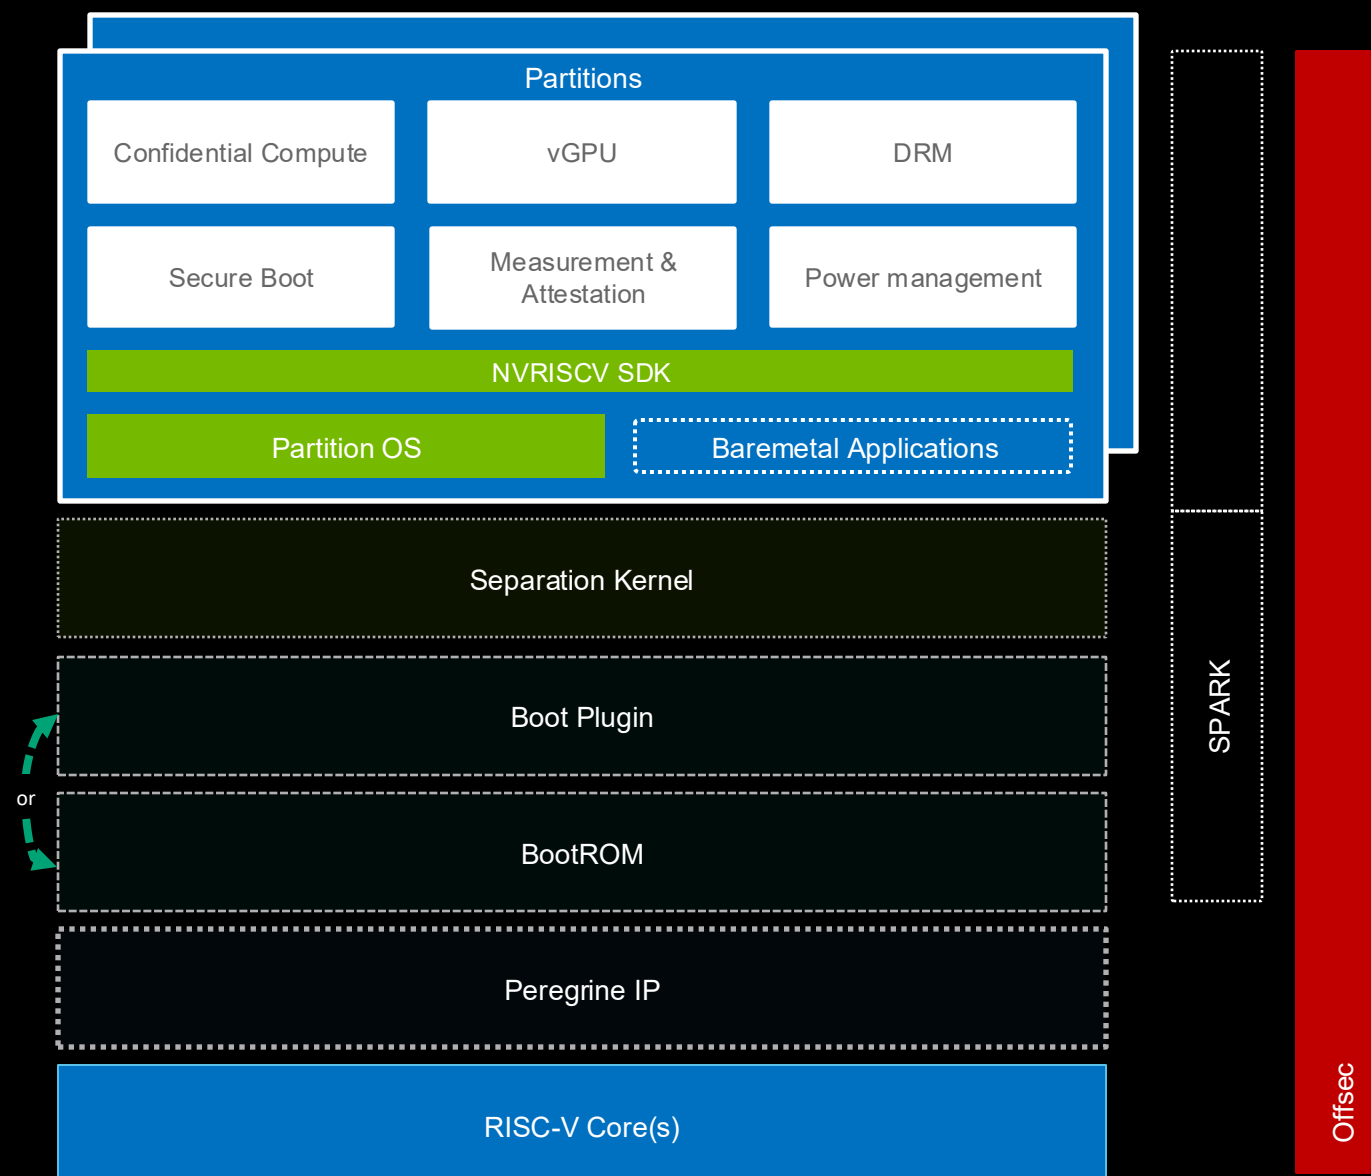 Partitions
Confidential Compute
vGPU
DRM
Secure Boot
Measurement &
Attestation
Power management
NVRISCV SDK
Partition OS
Baremetal Applications
Separation Kernel
Boot Plugin
or
BootROM
Peregrine IP
RISC-V Core(s)
SPARK
Offsec